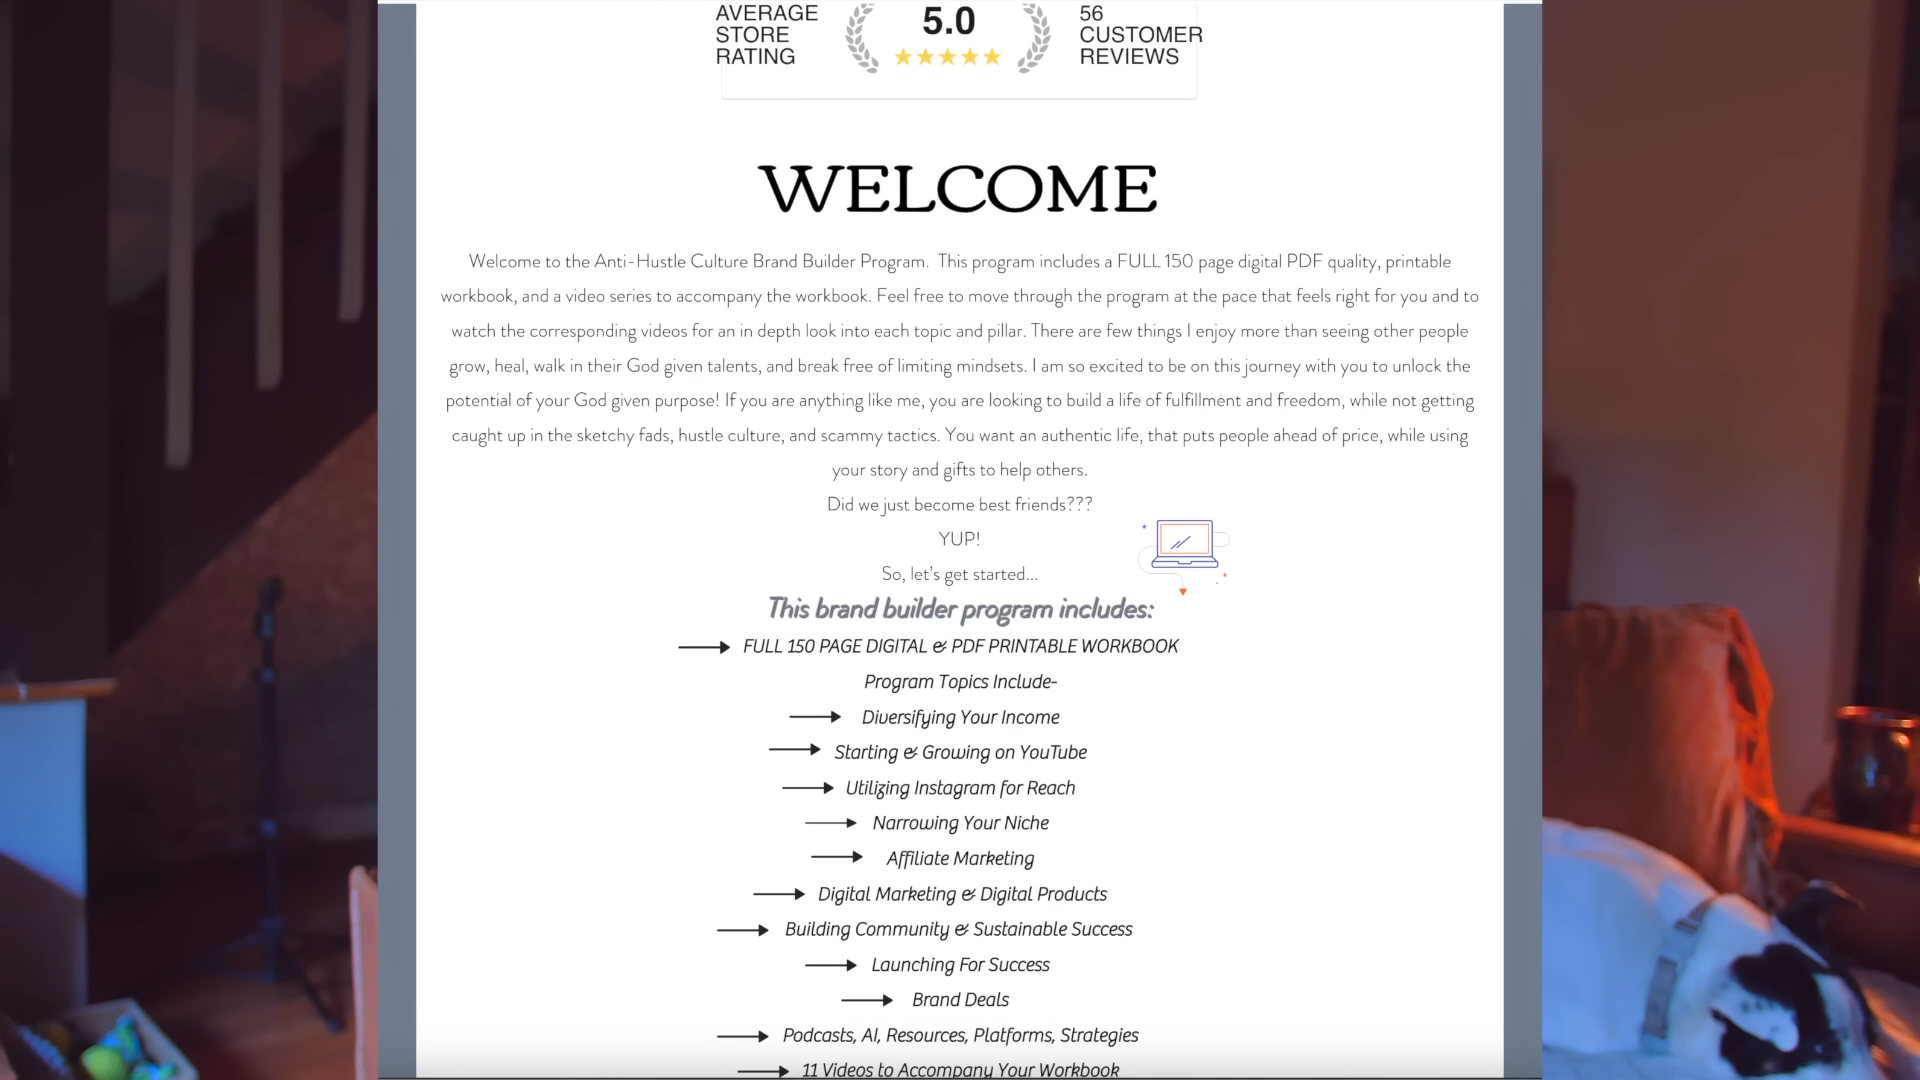 AVERAGE
STORE
RATING
5.0
56
CUSTOMER
REVIEWS
WELCOME
Welcome to the Anti-Hustle Culture Brand Builder Program.  This program includes a FULL 150 page digital PDF quality, printable
workbook, and a video series to accompany the workbook. Feel free to move through the program at the pace that feels right for you and to
watch the corresponding videos for an in depth look into each topic and pillar. There are few things I enjoy more than seeing other people
grow, heal, walk in their God given talents, and break free of limiting mindsets. I am so excited to be on this journey with you to unlock the
potential of your God given purpose! If you are anything like me, you are looking to build a life of fulfillment and freedom, while not getting
caught up in the sketchy fads, hustle culture, and scammy tactics. You want an authentic life, that puts people ahead of price, while using
your story and gifts to help others.
Did we just become best friends???
YUP!
So, let's get started...
This brand builder program includes:
FULL 150 PAGE DIGITAL & PDF PRINTABLE WORKBOOK
Program Topics Include-
Diversifying Your Income
Starting & Growing on YouTube
Utilizing Instagram for Reach
Narrowing Your Niche
Affiliate Marketing
Digital Marketing & Digital Products
Building Community & Sustainable Success
Launching For Success
Brand Deals
Podcasts, AI, Resources, Platforms, Strategies
11 Videos to Accompany Your Workbook